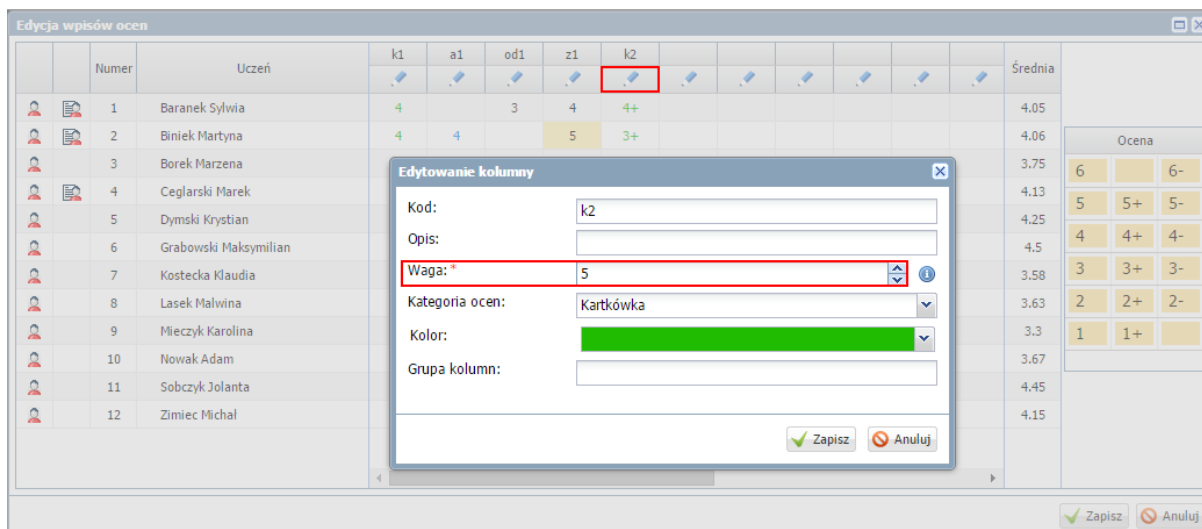 Edycja wpisów ocen
Numer Uczeń k1 a1 od1 z1 k2 Średnia
1 Baranek Sylwia 4 3 4 4+ 4.05
2 Biniek Martyna 4 4 5 3+ 4.06
3 Borek Marzena 3.75
4 Ceglarski Marek 4.13
5 Dymski Krystian 4.25
6 Grabowski Maksymilian 4.5
7 Kostecka Klaudia 3.58
8 Lasek Malwina 3.63
9 Mieczyk Karolina 3.3
10 Nowak Adam 3.67
11 Sobczyk Jolanta 4.45
12 Zimiec Michał 4.15
Edytowanie kolumny
Kod: k2
Opis:
Waga:* 5
Kategoria ocen: Kartkówka
Kolor:
Grupa kolumn:
Zapisz Anuluj
Ocena
6 6-
5 5+ 5-
4 4+ 4-
3 3+ 3-
2 2+ 2-
1 1+
Zapisz Anuluj